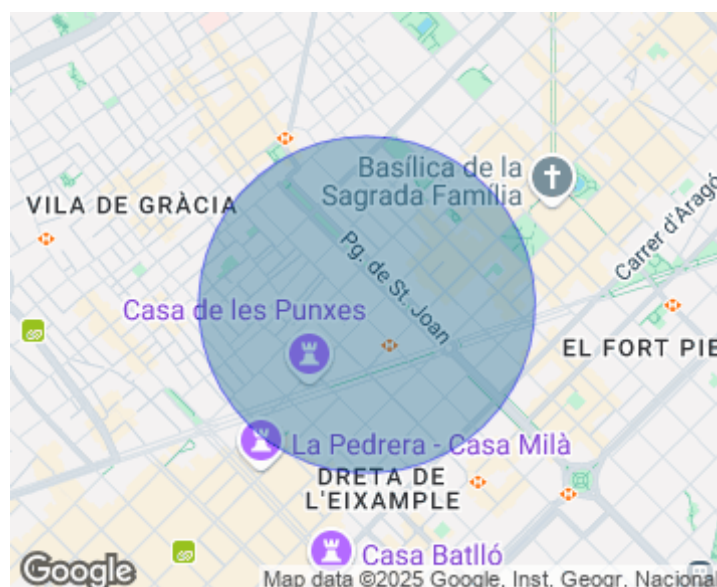 Basílica de la
Sagrada Família
VILA DE GRÀCIA
Carrer d'Aragó
Pg. de St. Joan
Casa de les Punxes
EL FORT PIE
La Pedrera - Casa Milà
DRETA DE
L'EIXAMPLE
Casa Batlló
Google
Map data ©2025 Google, Inst. Geogr. Nacional